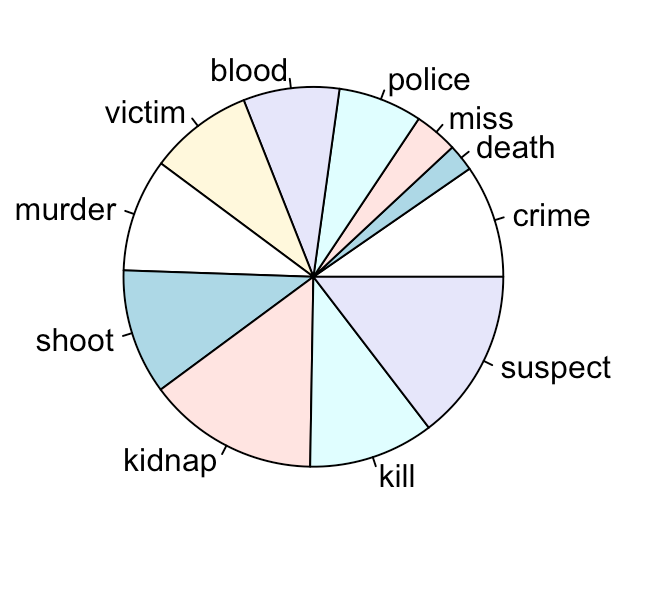 blood
police
victim
miss
death
murder
crime
shoot
suspect
kidnap
kill